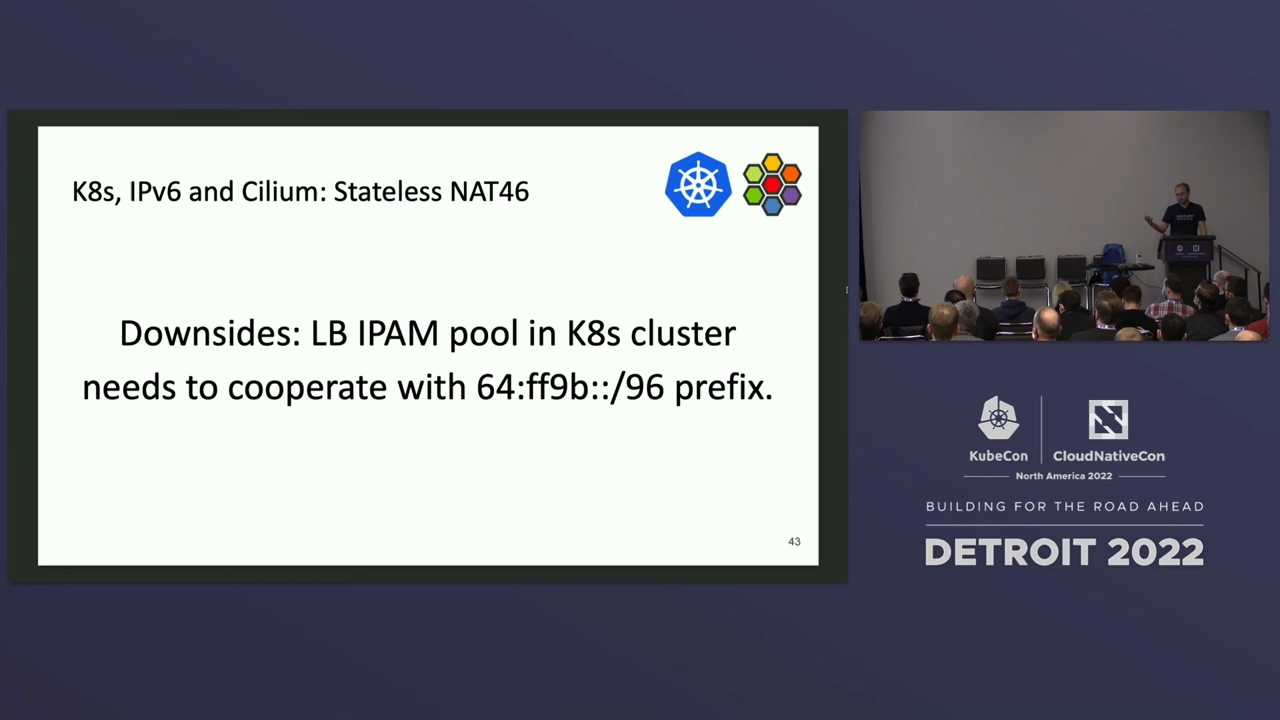 K8s, IPv6 and Cilium: Stateless NAT46
Downsides: LB IPAM pool in K8s cluster
needs to cooperate with 64:ff9b::/96 prefix.
43
KubeCon
CloudNativeCon
North America 2022
BUILDING FOR THE ROAD AHEAD
DETROIT 2022